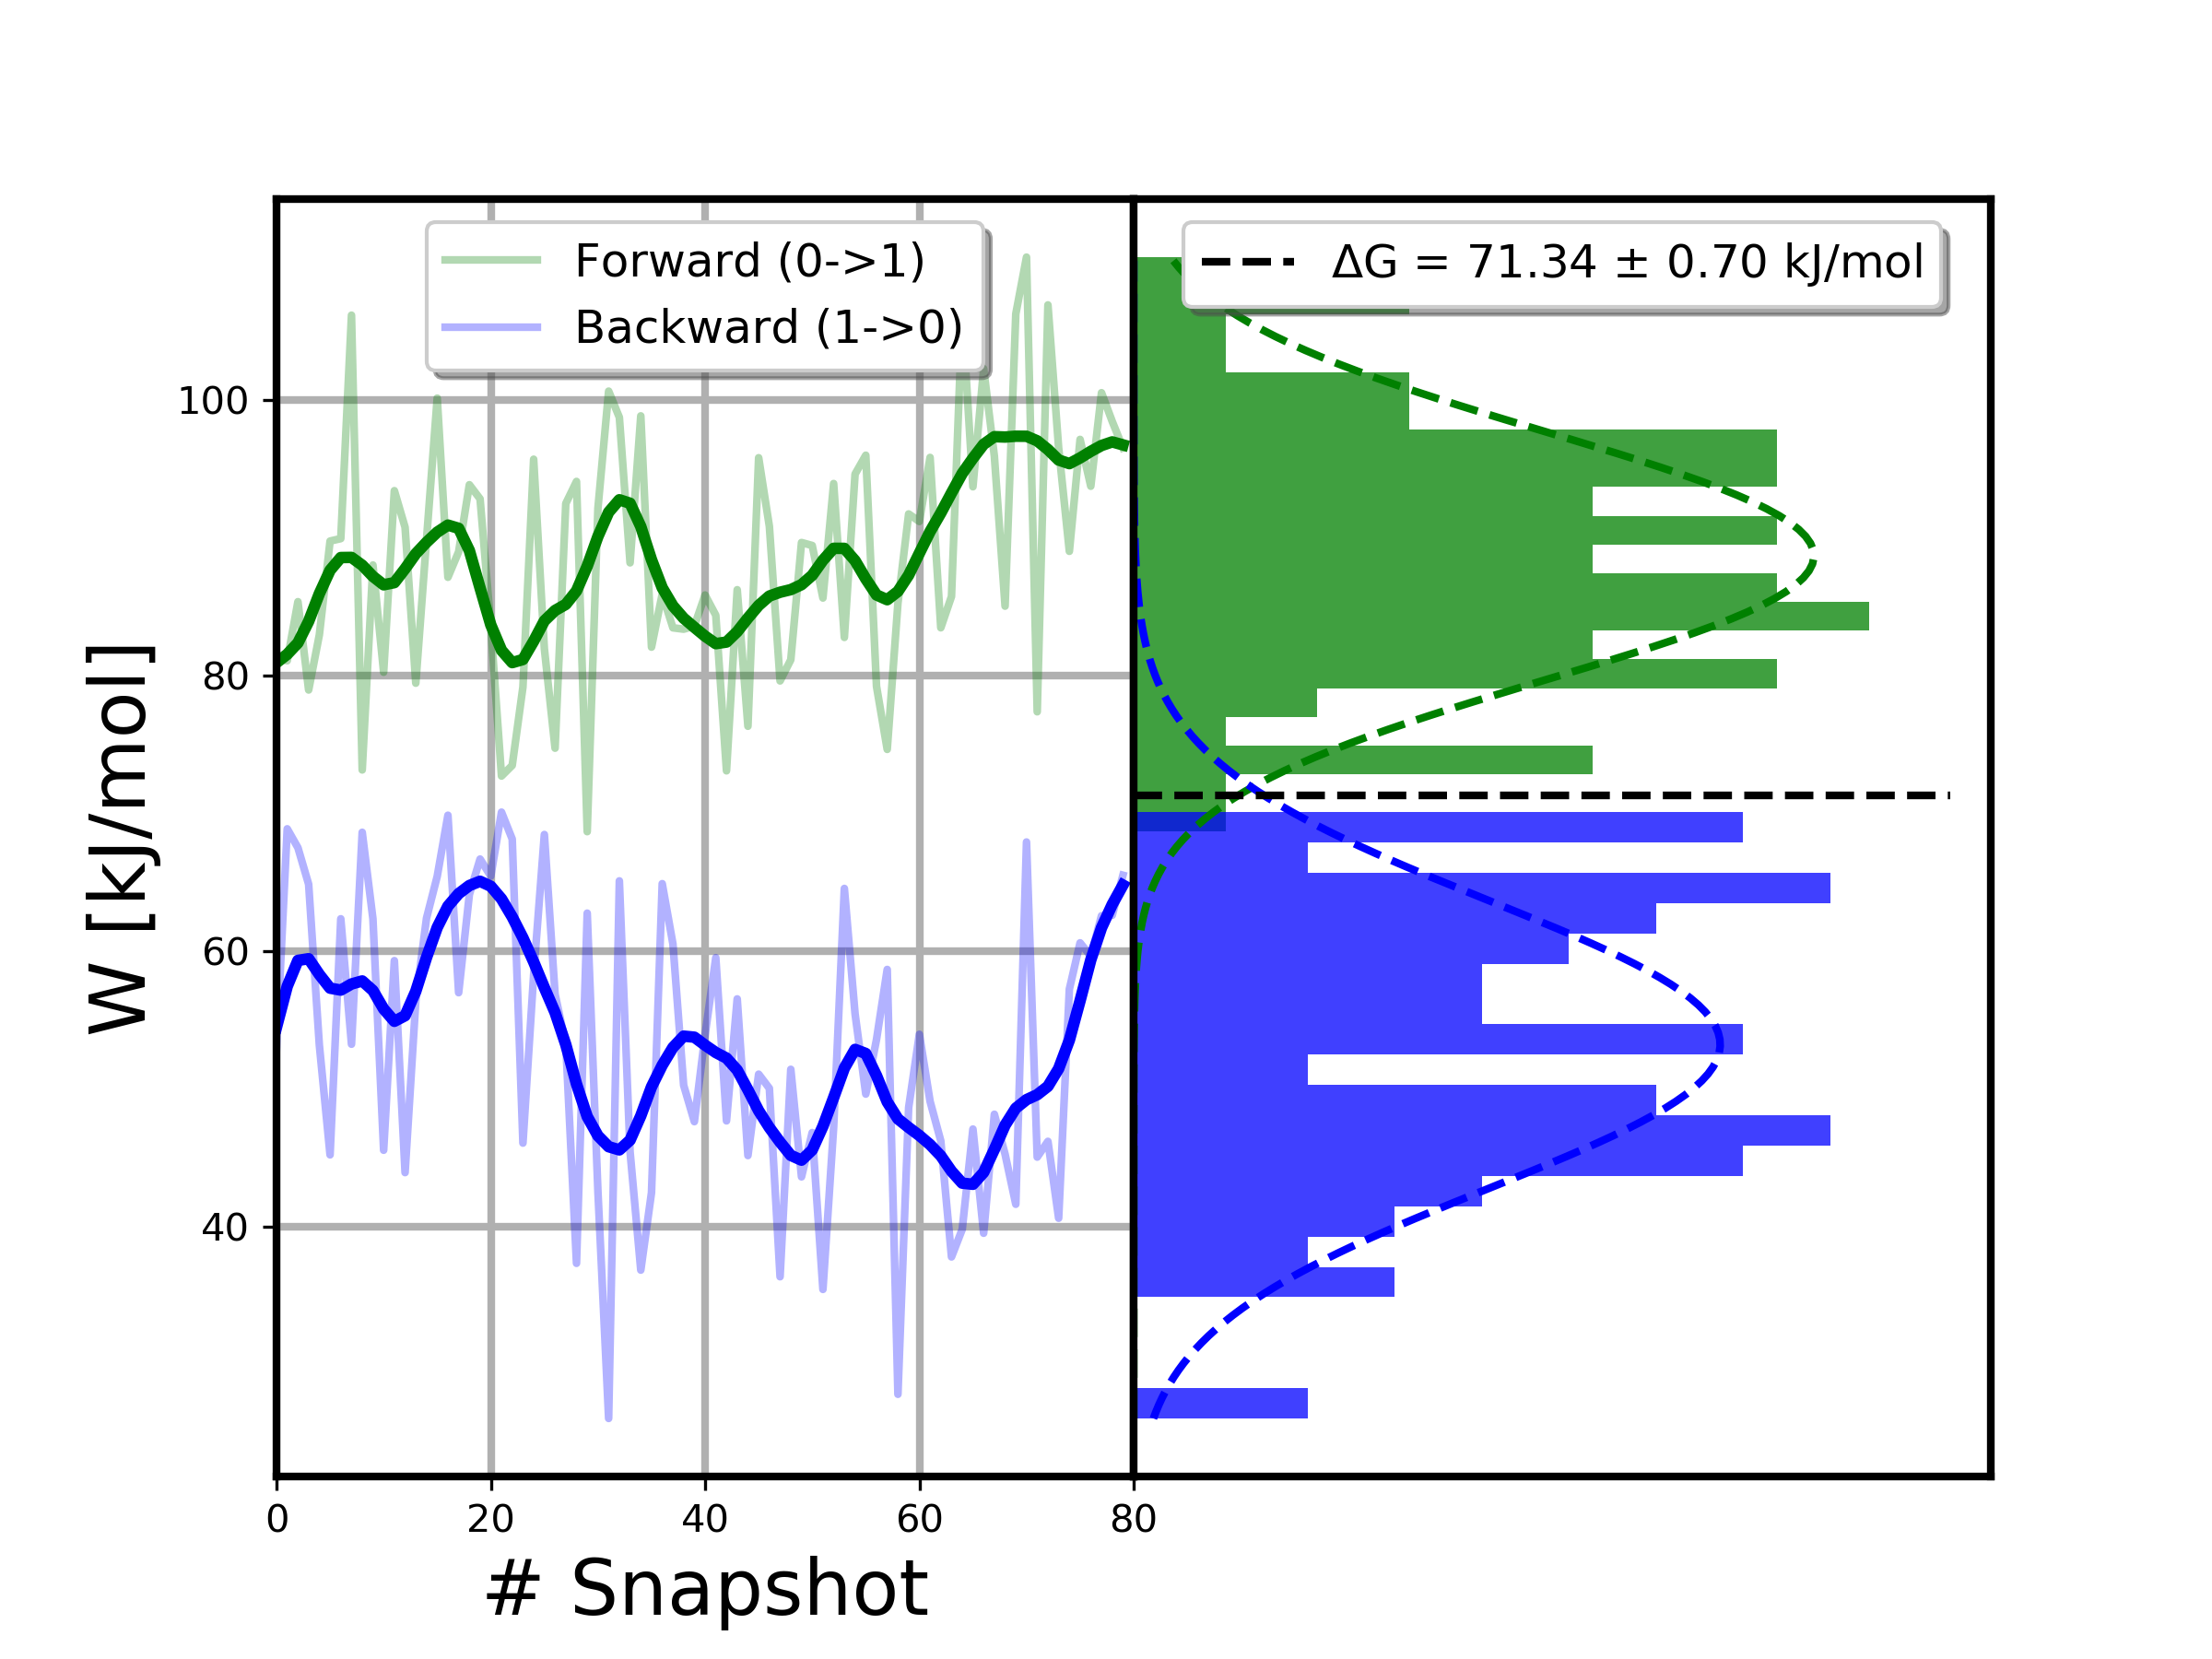 Forward (0->1)
Backward (1->0)
ΔG = 71.34 ± 0.70 kJ/mol
W [kJ/mol]
100
80
60
40
0
20
40
60
80
# Snapshot